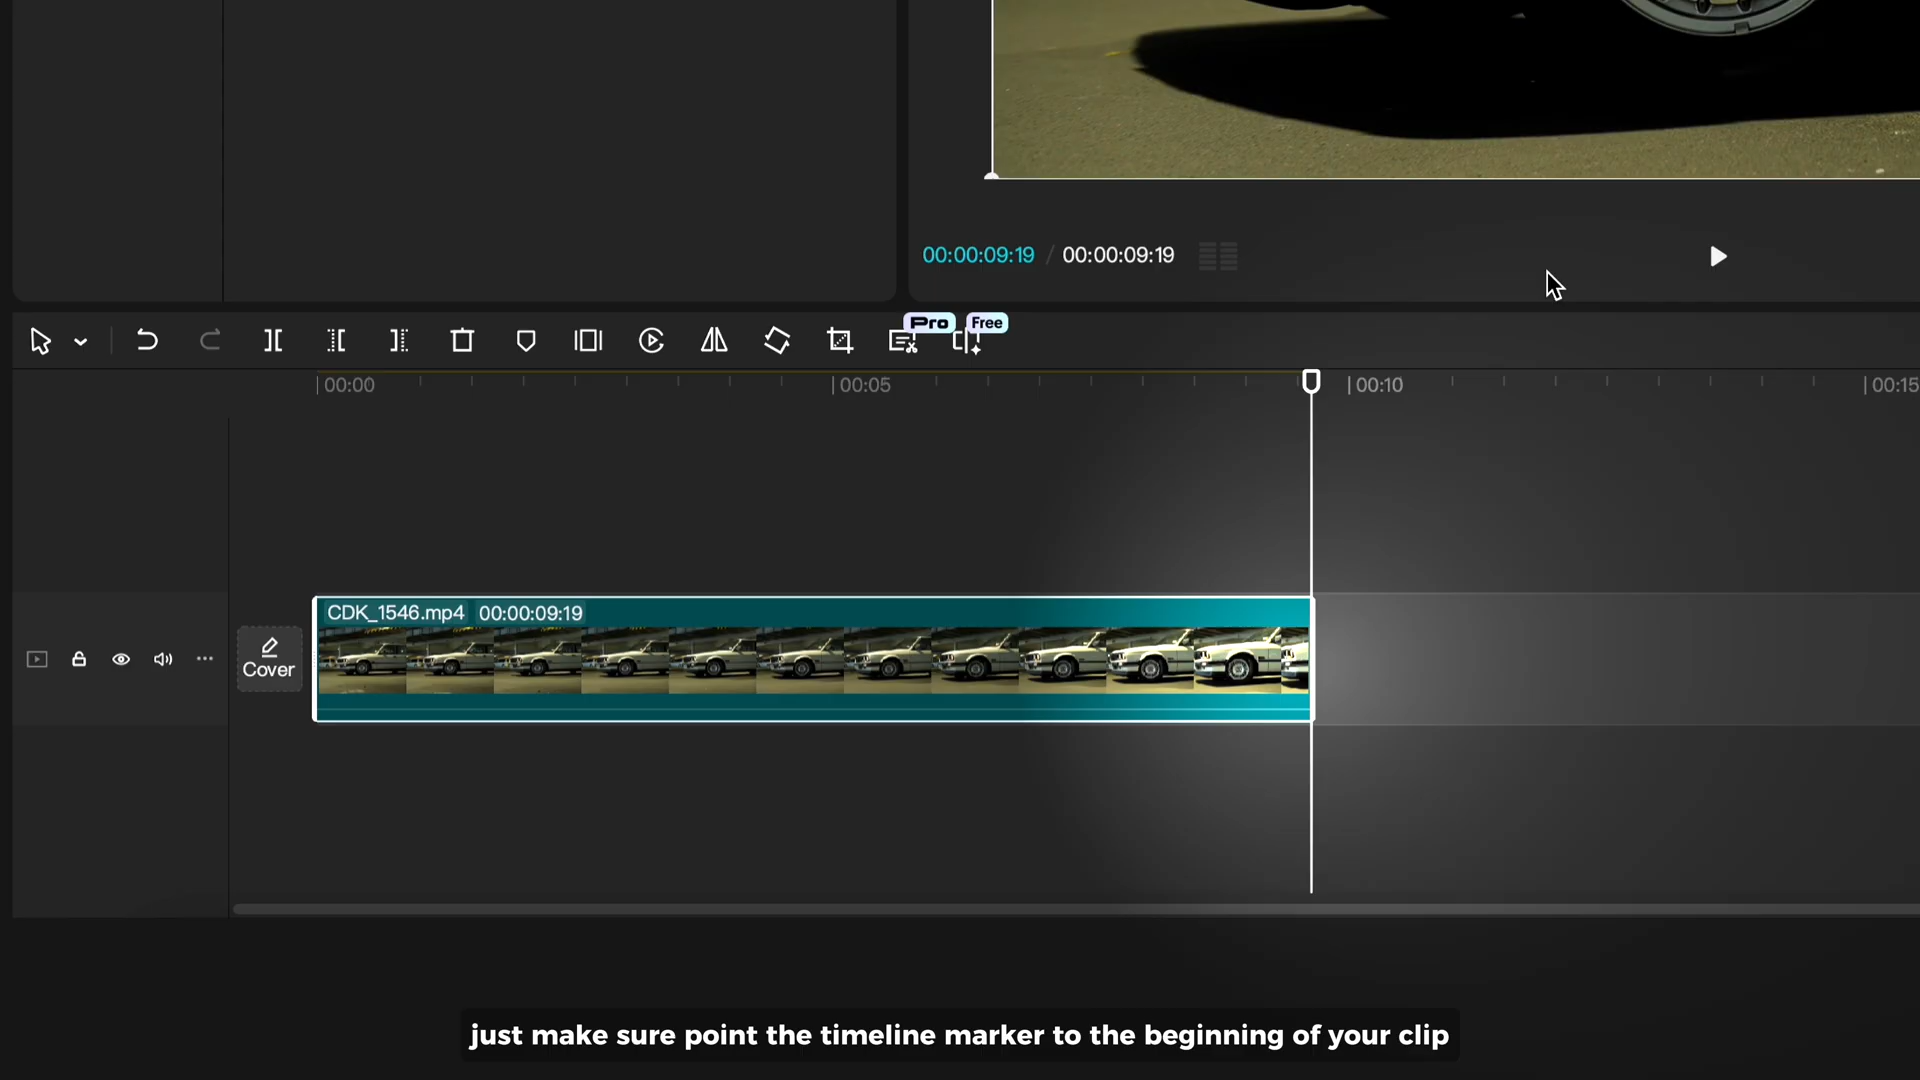 00:00:09:19 / 00:00:09:19
Pro Free
00:00 00:05 00:10 00:15
CDK_1546.mp4 00:00:09:19
Cover
just make sure point the timeline marker to the beginning of your clip